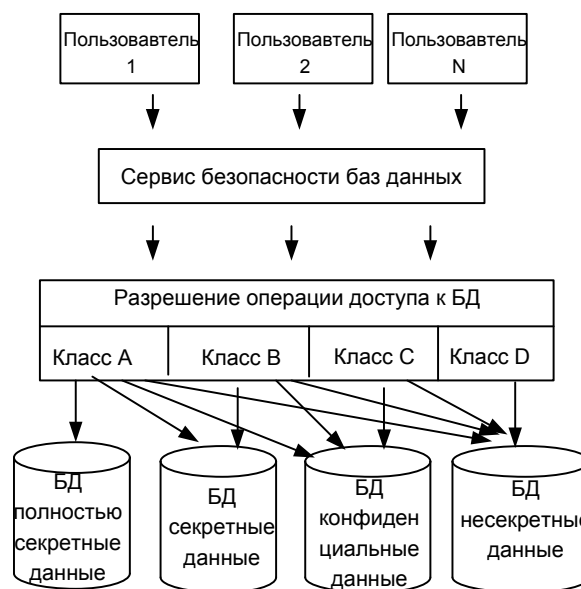 Пользовавтель
1
Пользовавтель
2
Пользовавтель
N
Сервис безопасности баз данных
Разрешение операции доступа к БД
Класс А
Класс B
Класс C
Класс D
БД
полностью
секретные
данные
БД
секретные
данные
БД
конфиден
циальные
данные
БД
несекретные
данные